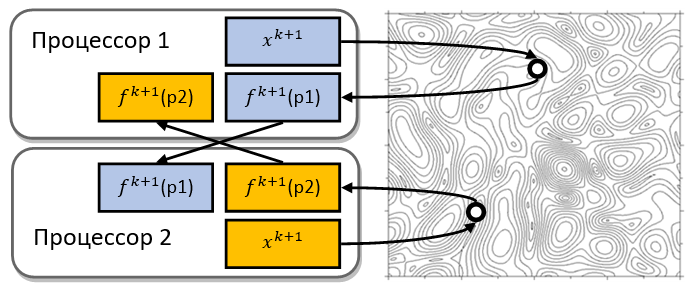 Процессор 1
x^{k+1}
f^{k+1}(p2)
f^{k+1}(p1)
f^{k+1}(p1)
f^{k+1}(p2)
Процессор 2
x^{k+1}